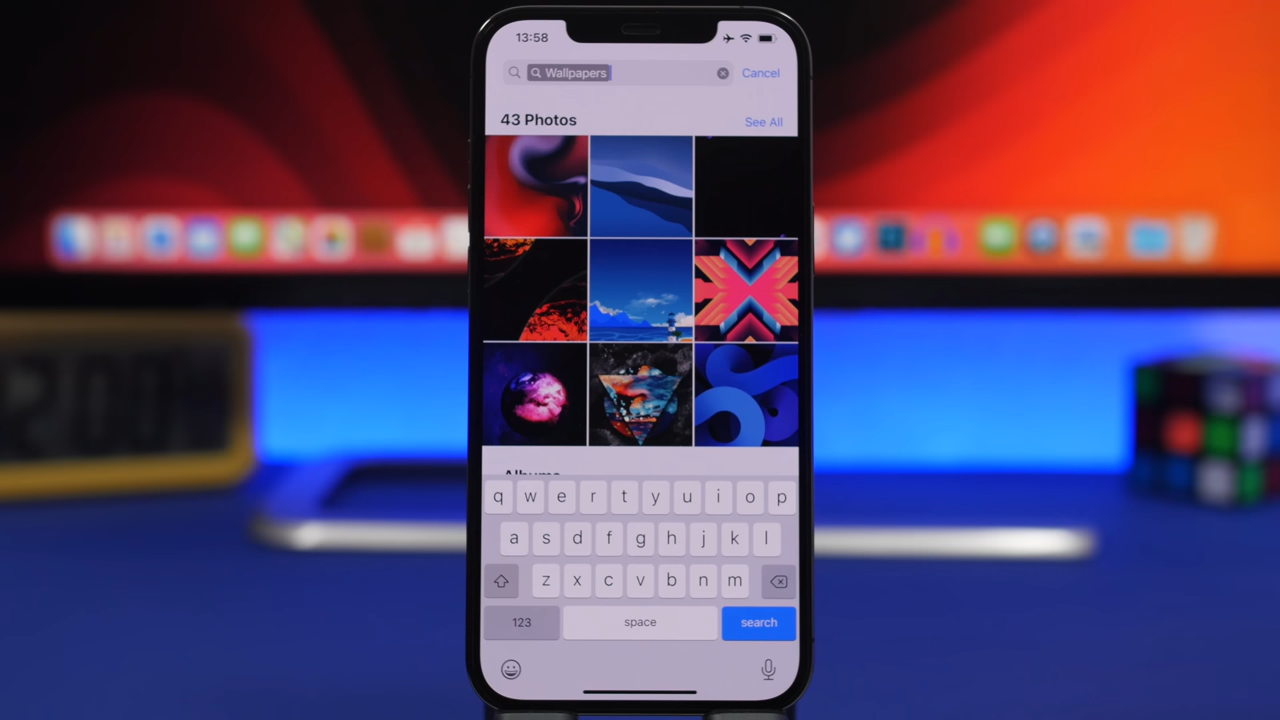 13:58
Wallpapers
Cancel
43 Photos
See All
Albums
q w e r t y u i o p
a s d f g h j k l
z x c v b n m
123
space
search